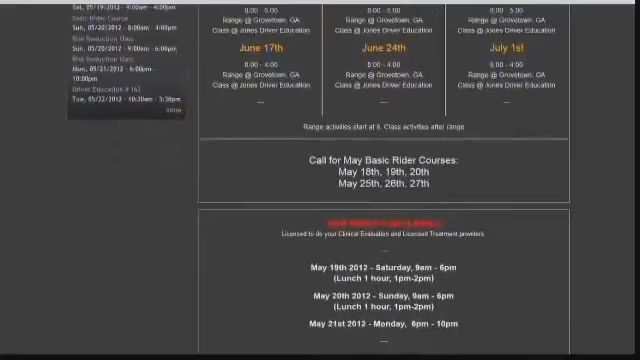 Sat, 05/19/2012 - 9:00am - 4:00pm
Basic Rider Course
Sun, 05/20/2012 - 8:00am - 4:00pm
Risk Reduction Class
Sun, 05/20/2012 - 9:00am - 6:00pm
Risk Reduction Class
Mon, 05/21/2012 - 6:00pm -
10:00pm
Driver Education # 163
Tue, 05/22/2012 - 10:30am - 3:30pm
more
8:00 - 5:00
Range @ Grovetown, GA
Class @ Jones Driver Education
June 17th
8:00 - 4:00
Range @ Grovetown, GA
Class @ Jones Driver Education
8:00 - 5:00
Range @ Grovetown, GA
Class @ Jones Driver Education
June 24th
8:00 - 4:00
Range @ Grovetown, GA
Class @ Jones Driver Education
8:00 - 5:00
Range @ Grovetown, GA
Class @ Jones Driver Education
July 1st
8:00 - 4:00
Range @ Grovetown, GA
Class @ Jones Driver Education
Range activities start at 8. Class activities after range
Call for May Basic Rider Courses:
May 18th, 19th, 20th
May 25th, 26th, 27th
Licensed to do your Clinical Evaluation and Licensed Treatment providers
May 19th 2012 - Saturday, 9am - 6pm
(Lunch 1 hour, 1pm-2pm)
May 20th 2012 - Sunday, 9am - 6pm
(Lunch 1 hour, 1pm-2pm)
May 21st 2012 - Monday, 6pm - 10pm